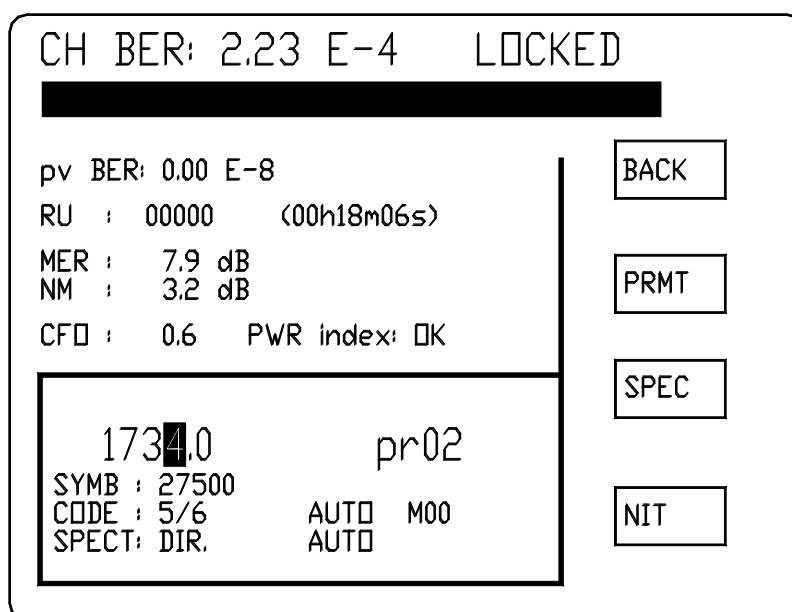 CH BER: 2.23 E-4 LOCKED
pv BER: 0.00 E-8
RU : 00000 (00h18m06s)
MER : 7.9 dB
NM : 3.2 dB
CFO : 0.6 PWR index: OK
1734.0 pr02
SYMB : 27500
CODE : 5/6 AUTO M00
SPECT: DIR. AUTO
BACK
PRMT
SPEC
NIT